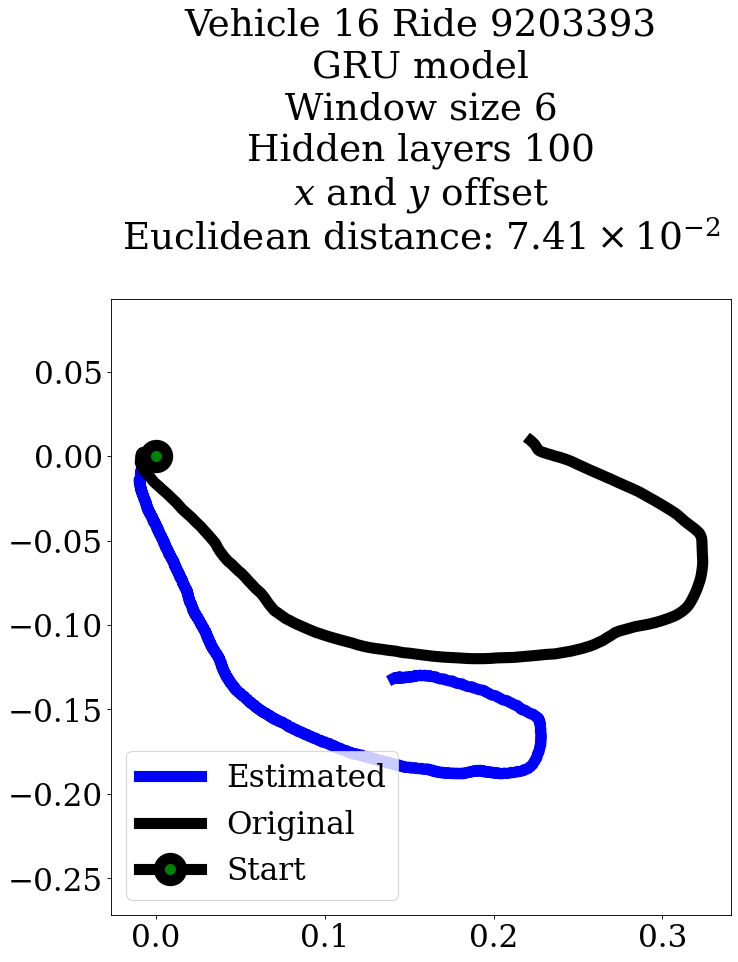 Vehicle 16 Ride 9203393
GRU model
Window size 6
Hidden layers 100
x and y offset
Euclidean distance: 7.41 × 10⁻²
0.05
0.00
−0.05
−0.10
−0.15
−0.20
−0.25
Estimated
Original
Start
0.0 0.1 0.2 0.3